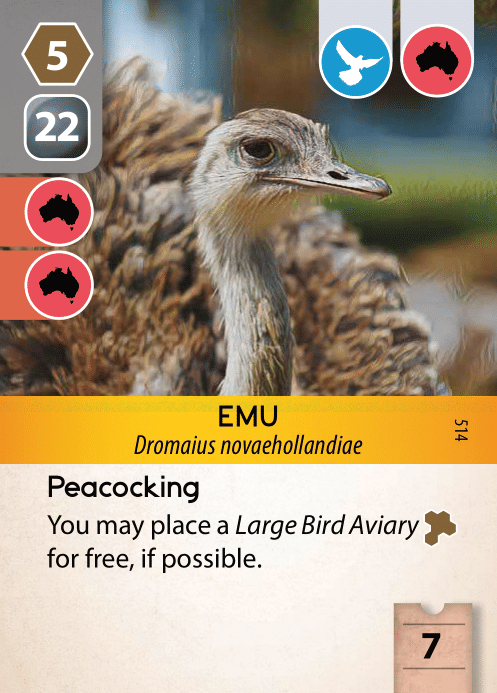 5
22
EMU
Dromaius novaehollandiae
514
Peacocking
You may place a Large Bird Aviary
for free, if possible.
7